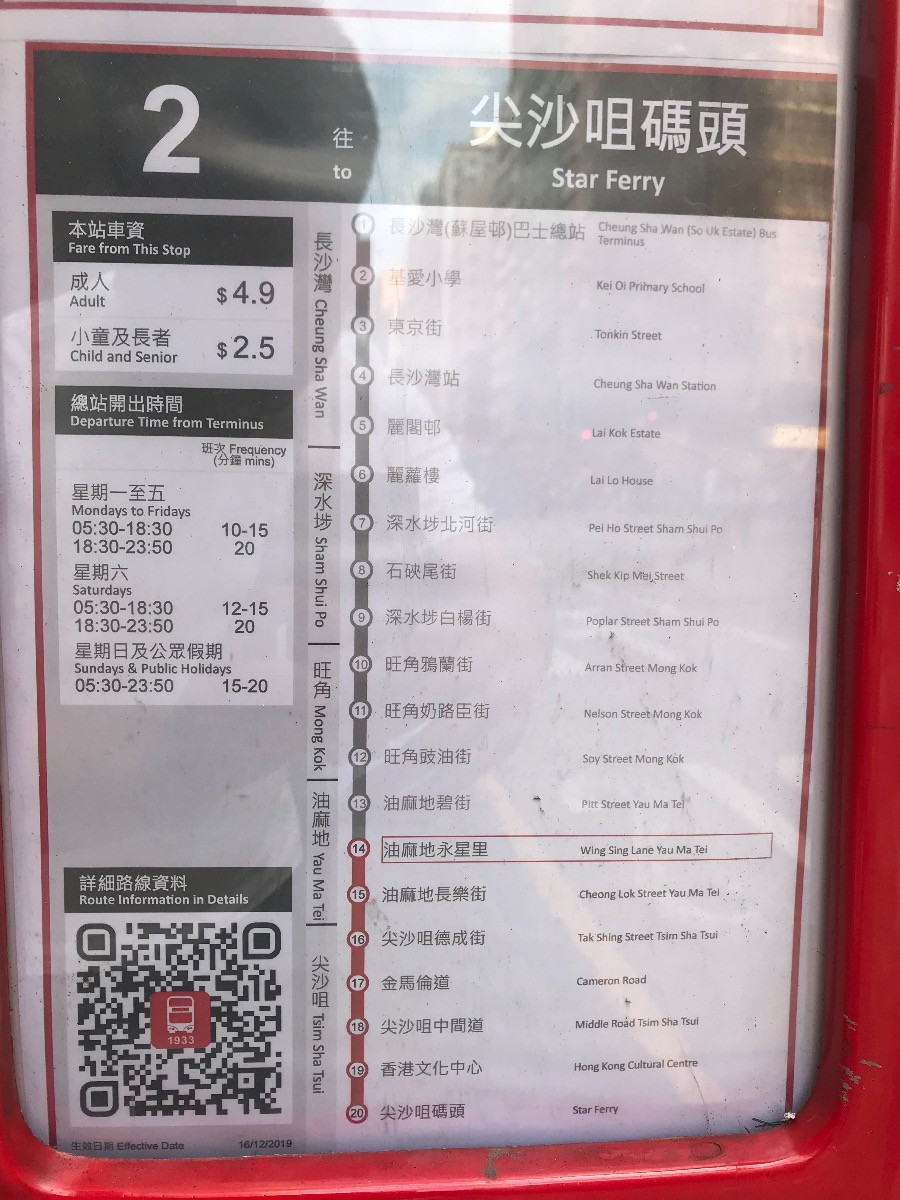 2
往
to
尖沙咀碼頭
Star Ferry
本站車資
Fare from This Stop
成人
Adult
$4.9
小童及長者
Child and Senior
$2.5
總站開出時間
Departure Time from Terminus
班次 Frequency
(分鐘 mins)
星期一至五
Mondays to Fridays
05:30-18:30 10-15
18:30-23:50 20
星期六
Saturdays
05:30-18:30 12-15
18:30-23:50 20
星期日及公眾假期
Sundays & Public Holidays
05:30-23:50 15-20
詳細路線資料
Route Information in Details
1933
生效日期 Effective Date 16/12/2019
長沙灣 Cheung Sha Wan
深水埗 Sham Shui Po
旺角 Mong Kok
油麻地 Yau Ma Tei
尖沙咀 Tsim Sha Tsui
1 長沙灣(蘇屋邨)巴士總站 Cheung Sha Wan (So Uk Estate) Bus
Terminus
2 基愛小學 Kei Oi Primary School
3 東京街 Tonkin Street
4 長沙灣站 Cheung Sha Wan Station
5 麗閣邨 Lai Kok Estate
6 麗蘿樓 Lai Lo House
7 深水埗北河街 Pei Ho Street Sham Shui Po
8 石硤尾街 Shek Kip Mei Street
9 深水埗白楊街 Poplar Street Sham Shui Po
10 旺角鴉蘭街 Arran Street Mong Kok
11 旺角奶路臣街 Nelson Street Mong Kok
12 旺角豉油街 Soy Street Mong Kok
13 油麻地碧街 Pitt Street Yau Ma Tei
14 油麻地永星里 Wing Sing Lane Yau Ma Tei
15 油麻地長樂街 Cheong Lok Street Yau Ma Tei
16 尖沙咀德成街 Tak Shing Street Tsim Sha Tsui
17 金馬倫道 Cameron Road
18 尖沙咀中間道 Middle Road Tsim Sha Tsui
19 香港文化中心 Hong Kong Cultural Centre
20 尖沙咀碼頭 Star Ferry